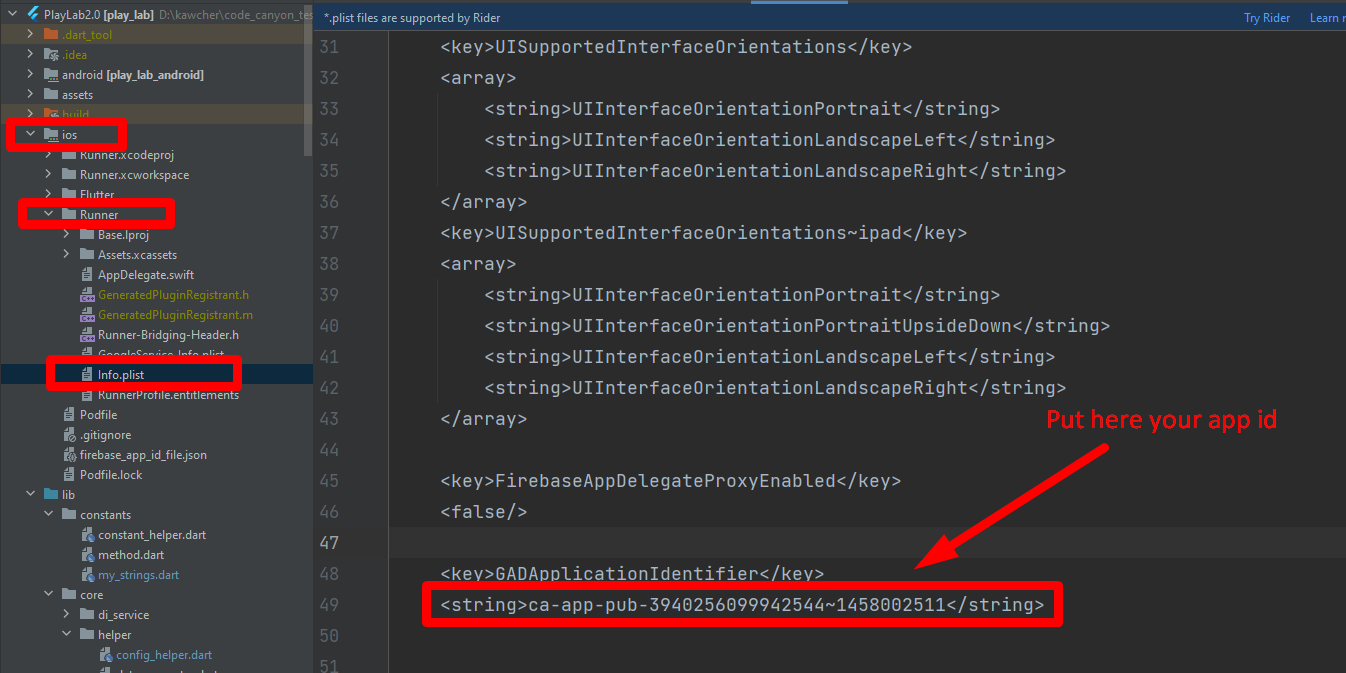 PlayLab2.0 [play_lab] D:\kawcher\code_canyon_tes
.dart_tool
.idea
android [play_lab_android]
assets
build
ios
Runner.xcodeproj
Runner.xcworkspace
Flutter
Runner
Base.lproj
Assets.xcassets
AppDelegate.swift
GeneratedPluginRegistrant.h
GeneratedPluginRegistrant.m
Runner-Bridging-Header.h
GoogleService-Info.plist
Info.plist
RunnerProfile.entitlements
Podfile
.gitignore
firebase_app_id_file.json
Podfile.lock
lib
constants
constant_helper.dart
method.dart
my_strings.dart
core
di_service
helper
config_helper.dart
*.plist files are supported by Rider
Try Rider Learn
31 <key>UISupportedInterfaceOrientations</key>
32 <array>
33 <string>UIInterfaceOrientationPortrait</string>
34 <string>UIInterfaceOrientationLandscapeLeft</string>
35 <string>UIInterfaceOrientationLandscapeRight</string>
36 </array>
37 <key>UISupportedInterfaceOrientations~ipad</key>
38 <array>
39 <string>UIInterfaceOrientationPortrait</string>
40 <string>UIInterfaceOrientationPortraitUpsideDown</string>
41 <string>UIInterfaceOrientationLandscapeLeft</string>
42 <string>UIInterfaceOrientationLandscapeRight</string>
43 </array>
Put here your app id
44
45 <key>FirebaseAppDelegateProxyEnabled</key>
46 <false/>
47
48 <key>GADApplicationIdentifier</key>
49 <string>ca-app-pub-3940256099942544~1458002511</string>
50
51